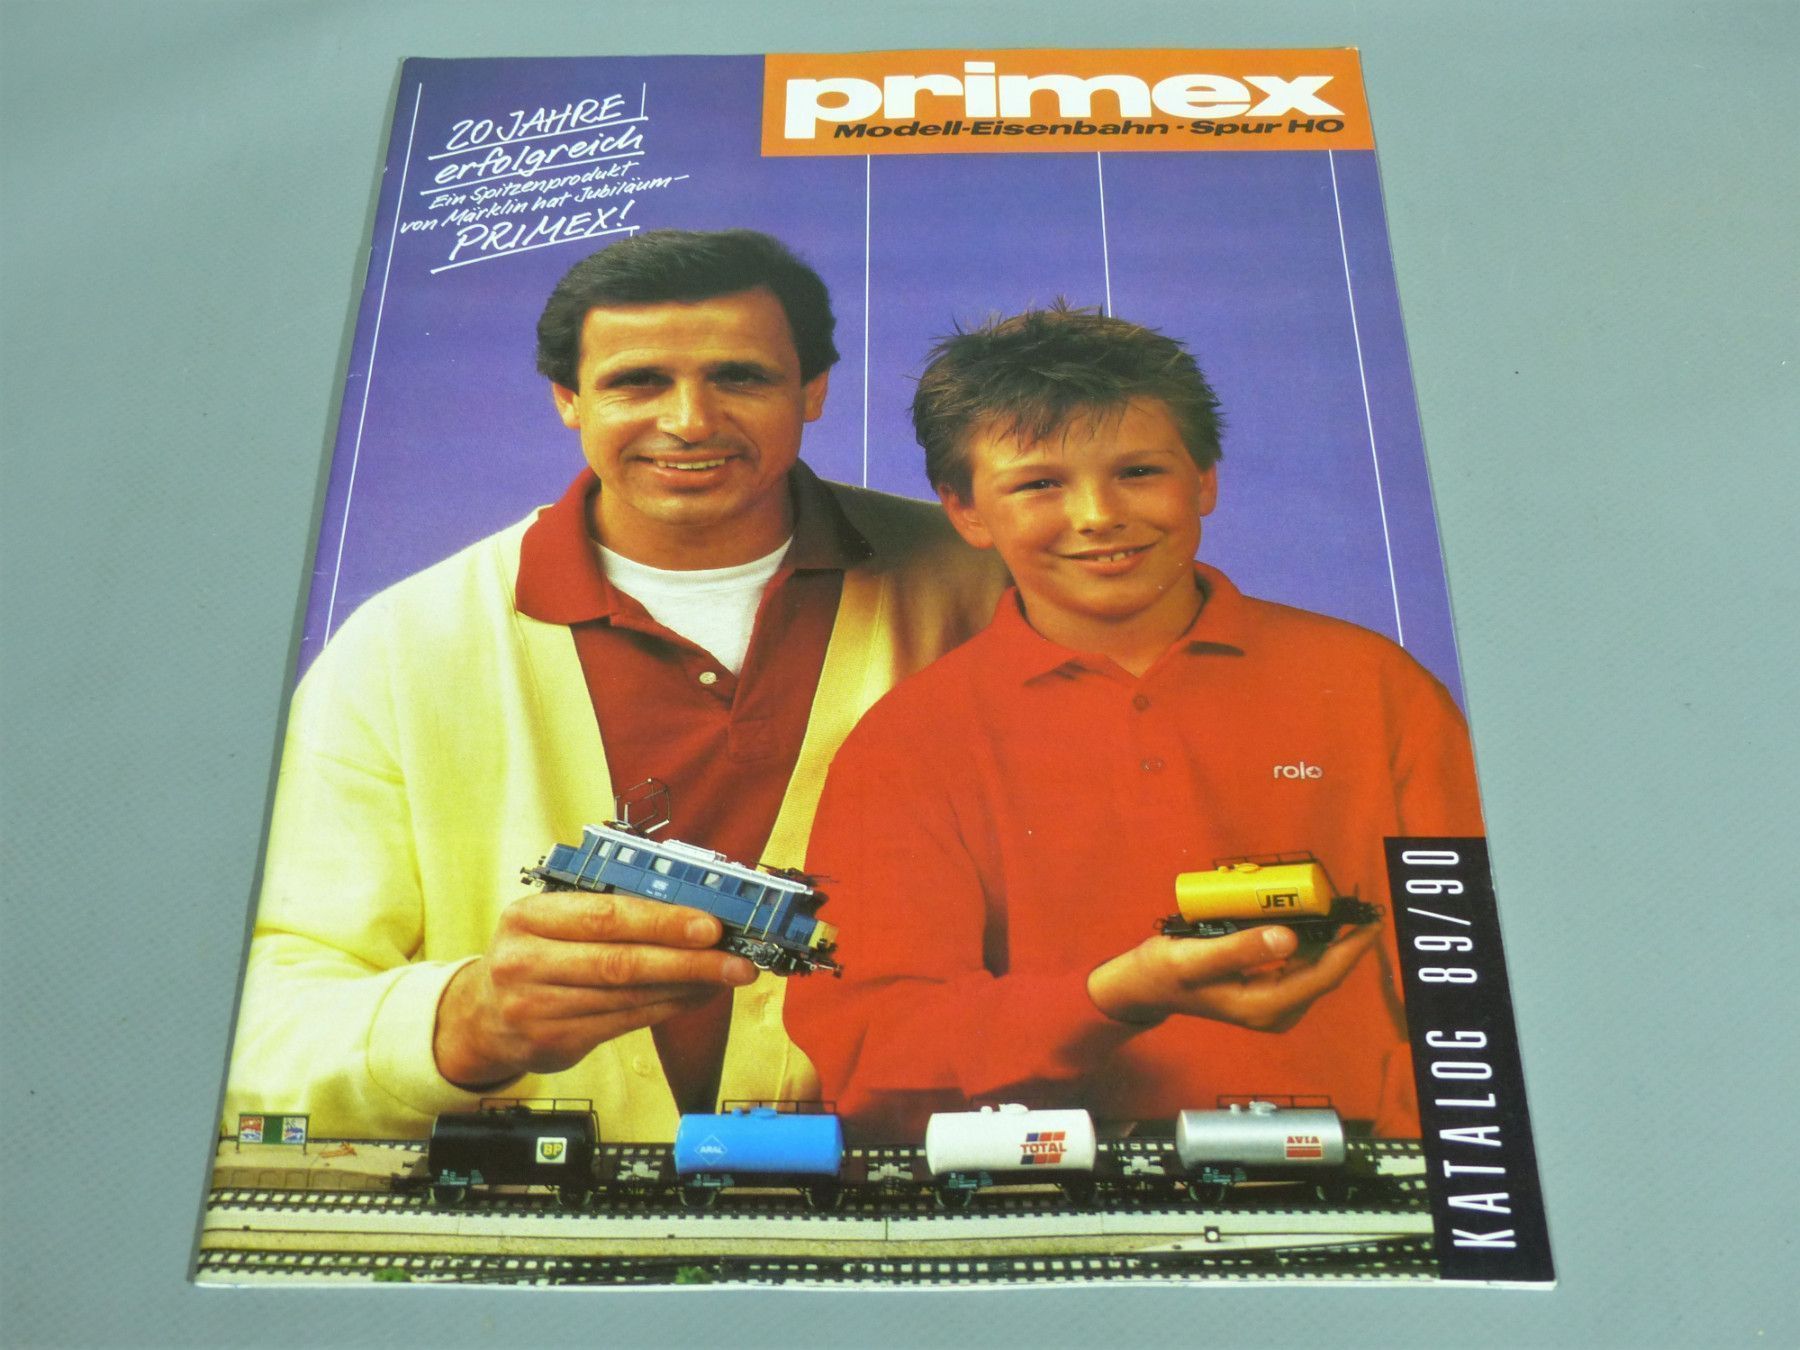 primex
Modell-Eisenbahn · Spur HO
20 JAHRE
erfolgreich
Ein Spitzenprodukt
von Märklin hat Jubiläum-
PRIMEX!
rolo
JET
BP
ARAL
TOTAL
AVIA
KATALOG 89/90